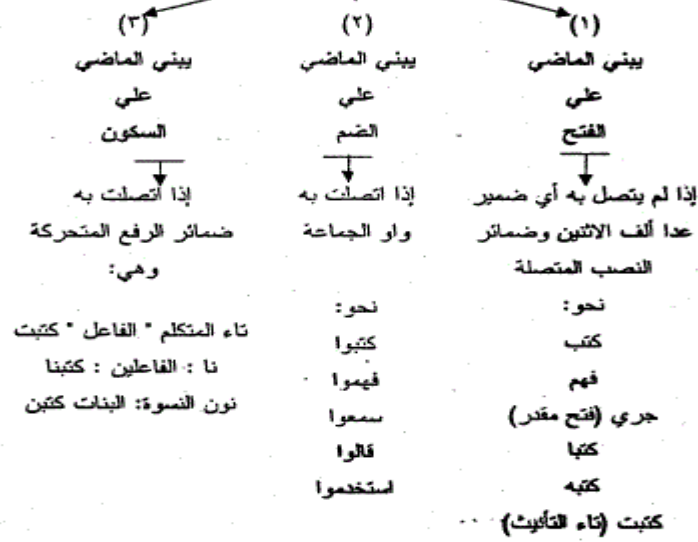 (١)
يبني الماضي
علي
الفتح
إذا لم يتصل به أي ضمير
عدا ألف الاثنين وضمائر
النصب المتصلة
نحو:
كتب
فهم
جري (فتح مقدر)
كتبا
كتبه
كتبت (تاء التأنيث)
(٢)
يبني الماضي
علي
الضم
إذا اتصلت به
واو الجماعة
نحو:
كتبوا
فهموا
سمعوا
قالوا
استخدموا
(٣)
يبني الماضي
علي
السكون
إذا اتصلت به
ضمائر الرفع المتحركة
وهي:
تاء المتكلم " الفاعل " كتبت
نا : الفاعلين : كتبنا
نون النسوة: البنات كتبن